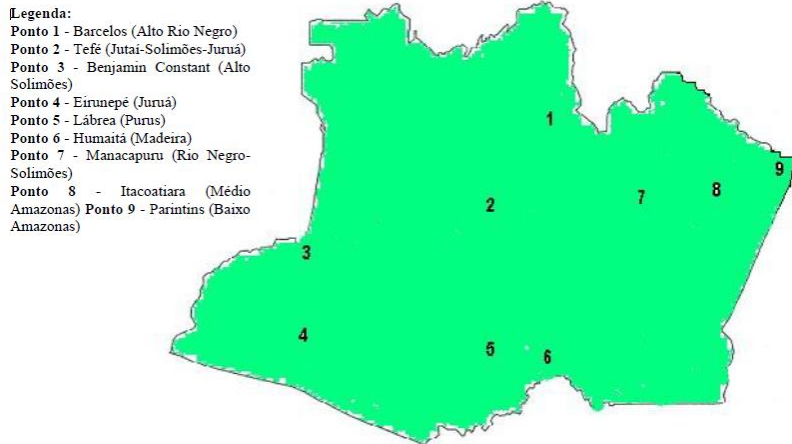 Legenda:
Ponto 1 - Barcelos (Alto Rio Negro)
Ponto 2 - Tefé (Jutaí-Solimões-Juruá)
Ponto 3 - Benjamin Constant (Alto
Solimões)
Ponto 4 - Eirunepé (Juruá)
Ponto 5 - Lábrea (Purus)
Ponto 6 - Humaitá (Madeira)
Ponto 7 - Manacapuru (Rio Negro-
Solimões)
Ponto 8 - Itacoatiara (Médio
Amazonas) Ponto 9 - Parintins (Baixo
Amazonas)
1
9
8
7
2
3
4
5
6